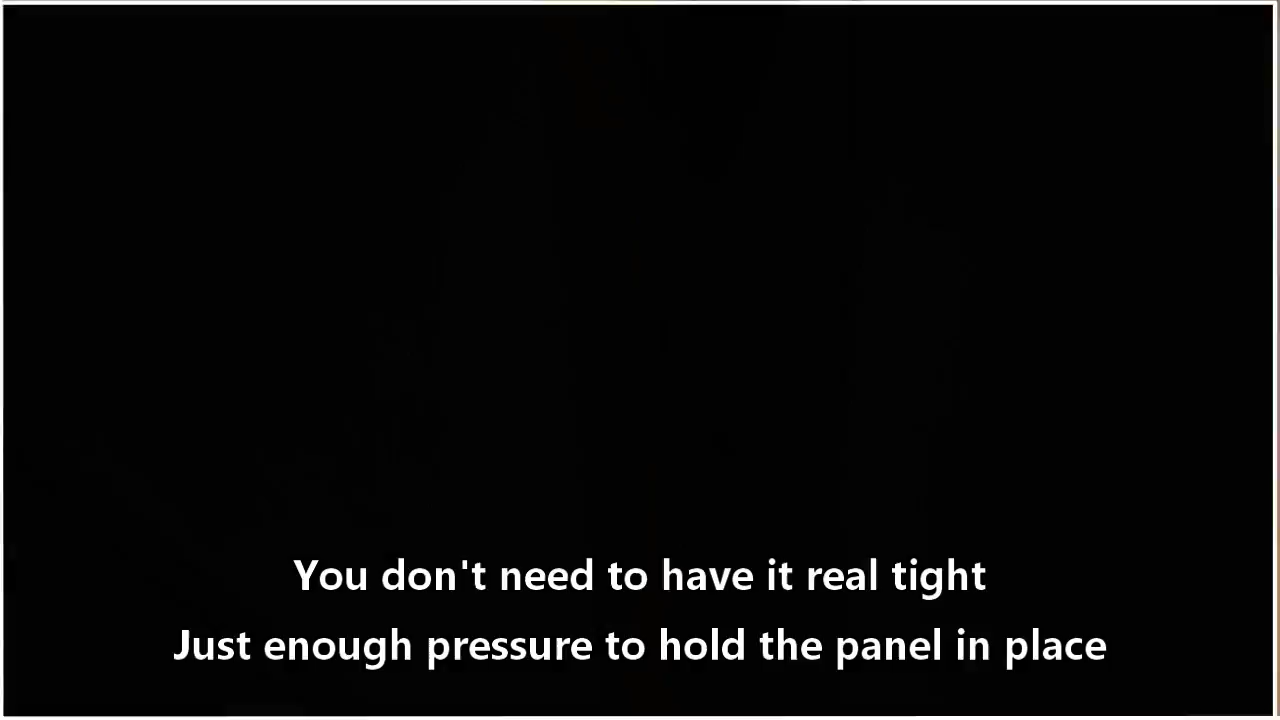 You don't need to have it real tight
Just enough pressure to hold the panel in place